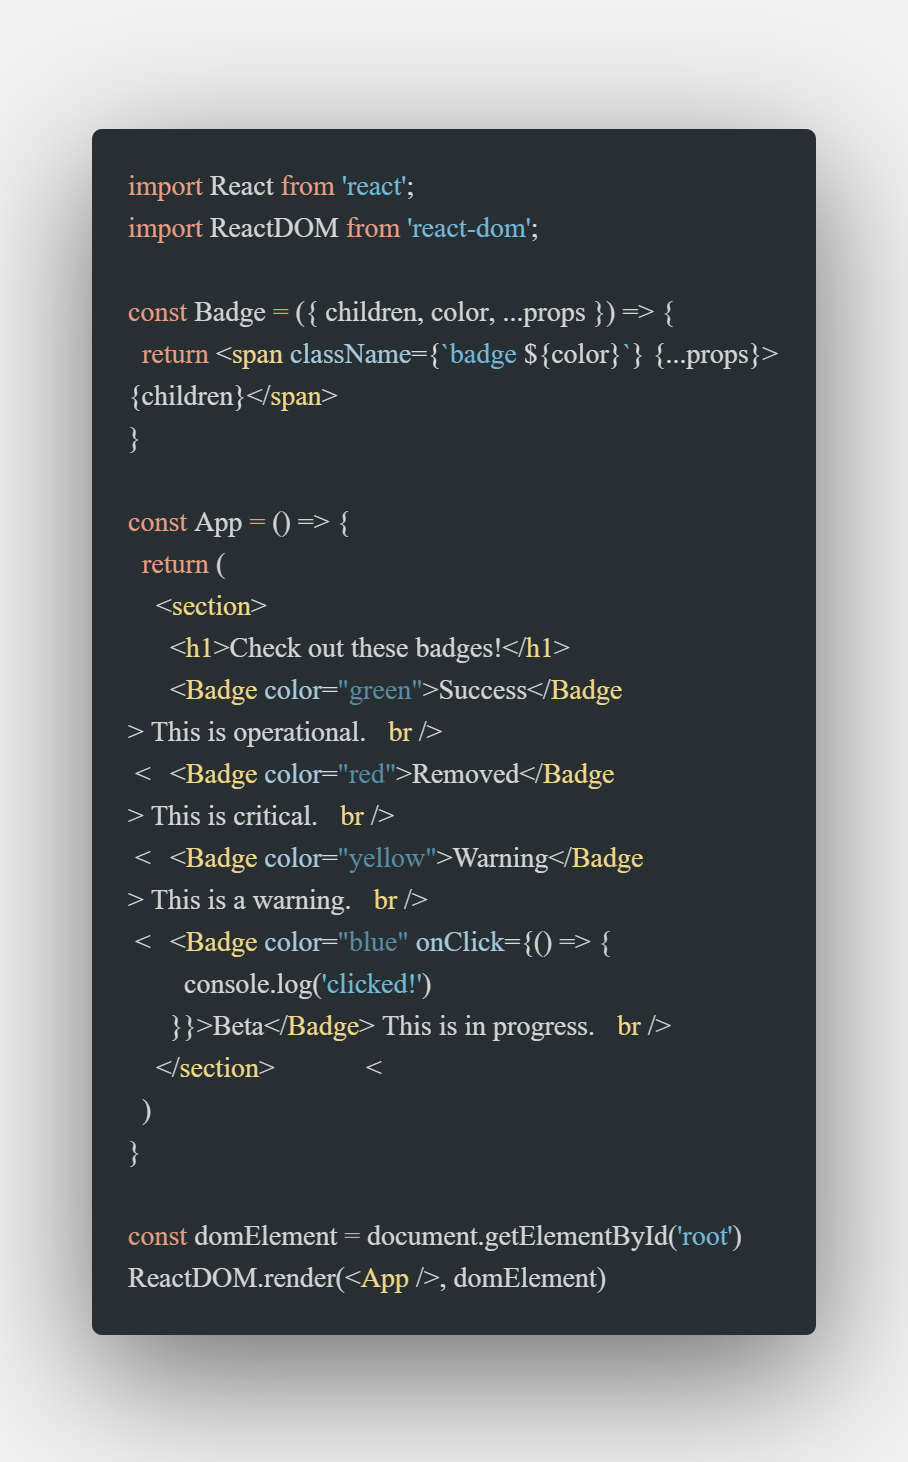 import React from 'react';
import ReactDOM from 'react-dom';

const Badge = ({ children, color, ...props }) => {
  return <span className={`badge ${color}`} {...props}>
{children}</span>
}

const App = () => {
  return (
    <section>
      <h1>Check out these badges!</h1>
      <Badge color="green">Success</Badge
> This is operational.   br />
 <   <Badge color="red">Removed</Badge
> This is critical.   br />
 <   <Badge color="yellow">Warning</Badge
> This is a warning.   br />
 <   <Badge color="blue" onClick={() => {
        console.log('clicked!')
      }}>Beta</Badge> This is in progress.   br />
    </section>             <
  )
}

const domElement = document.getElementById('root')
ReactDOM.render(<App />, domElement)